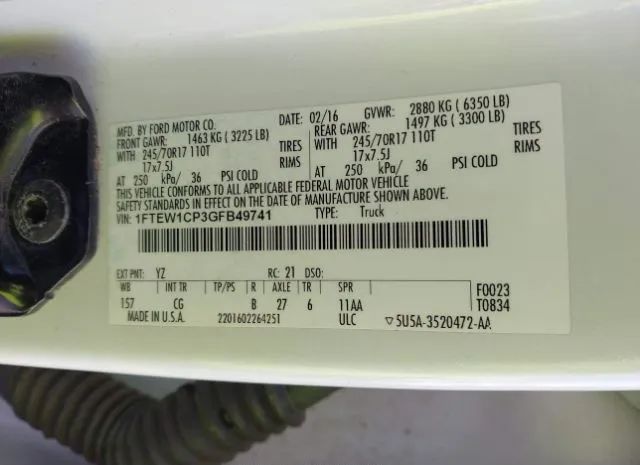 MFD. BY FORD MOTOR CO. DATE: 02/16 GVWR: 2880 KG ( 6350 LB)
FRONT GAWR: 1463 KG ( 3225 LB) REAR GAWR: 1497 KG ( 3300 LB)
WITH 245/70R17 110T TIRES WITH 245/70R17 110T TIRES
17x7.5J RIMS 17x7.5J RIMS
AT 250 kPa/ 36 PSI COLD AT 250 kPa/ 36 PSI COLD
THIS VEHICLE CONFORMS TO ALL APPLICABLE FEDERAL MOTOR VEHICLE
SAFETY STANDARDS IN EFFECT ON THE DATE OF MANUFACTURE SHOWN ABOVE.
VIN: 1FTEW1CP3GFB49741 TYPE: Truck
EXT PNT: YZ RC: 21 DSO:
WB INT TR TP/PS R AXLE TR SPR F0023
157 CG B 27 6 11AA T0834
MADE IN U.S.A. 2201602264251 ULC ▽5U5A-3520472-AA